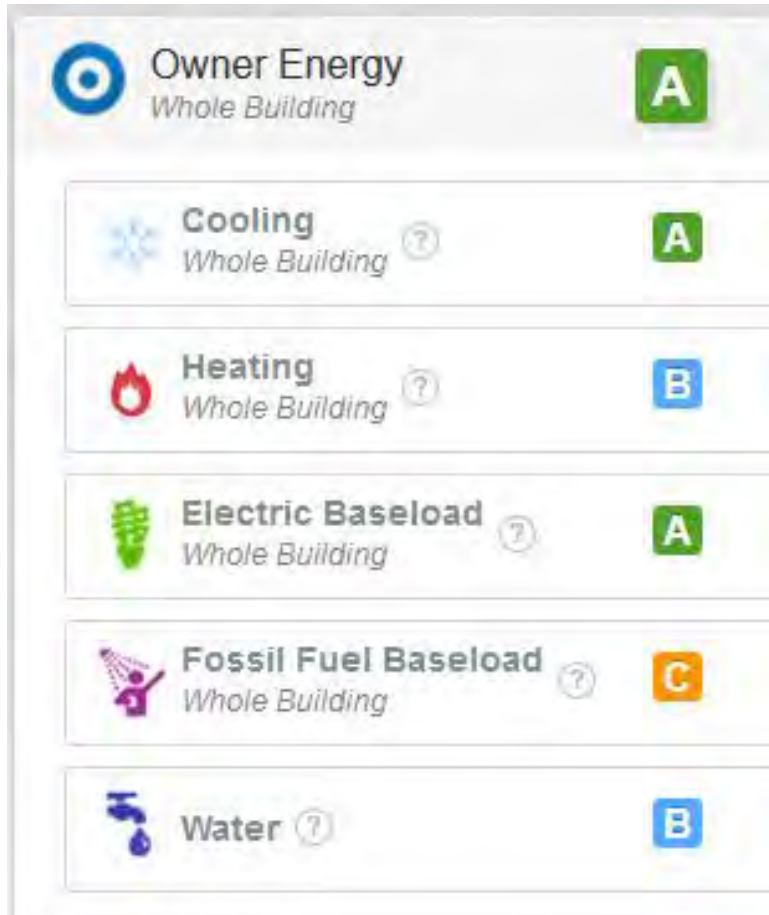 Owner Energy
A
Whole Building
Cooling ?
A
Whole Building
Heating ?
B
Whole Building
Electric Baseload ?
A
Whole Building
Fossil Fuel Baseload ?
C
Whole Building
Water ?
B